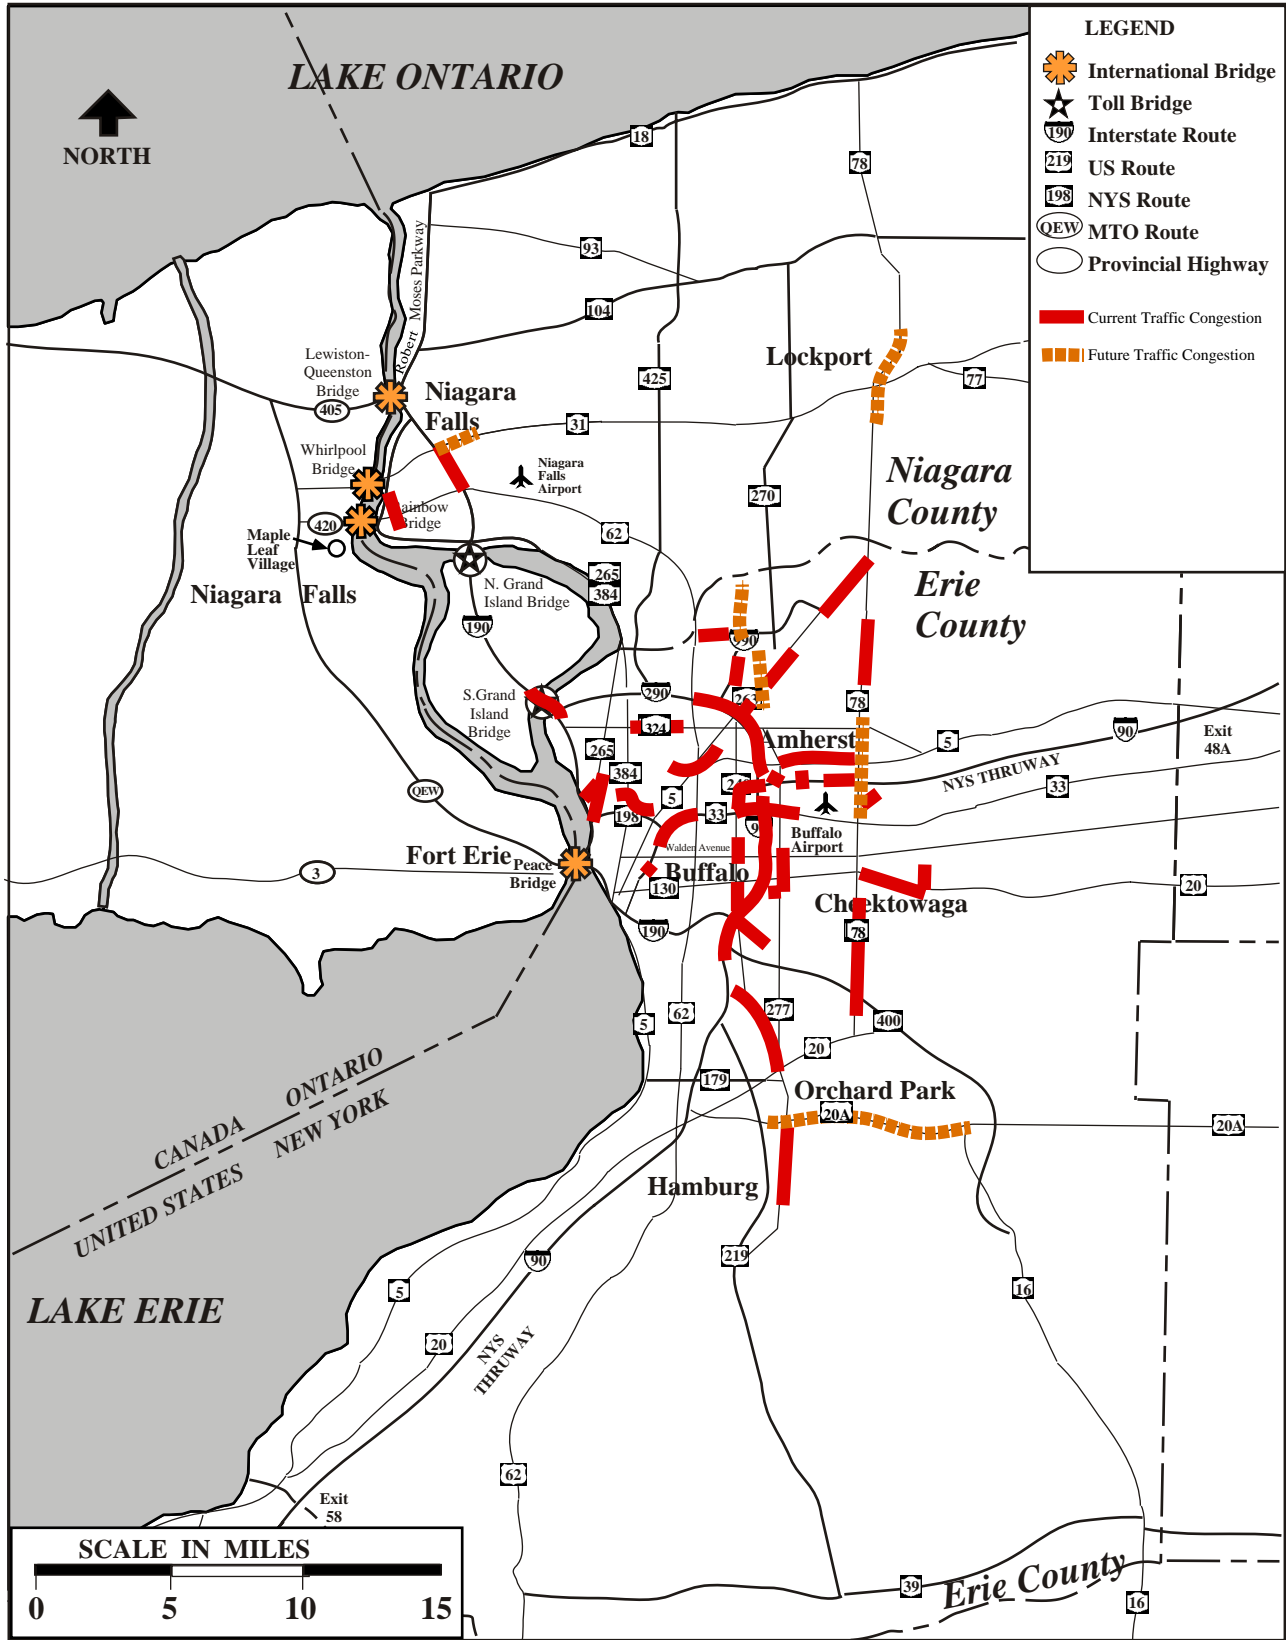 LEGEND
International Bridge
Toll Bridge
190
Interstate Route
219
US Route
198
NYS Route
QEW
MTO Route
Provincial Highway
Current Traffic Congestion
Future Traffic Congestion
LAKE ONTARIO
NORTH
18
78
93
Robert Moses Parkway
104
Lewiston-
Queenston
Bridge
405
Niagara
Falls
Lockport
425
77
31
Whirlpool
Bridge
Niagara
Falls
Airport
270
Niagara
County
ainbow
Bridge
420
62
Maple
Leaf
Village
Niagara Falls
265
384
N. Grand
Island Bridge
190
Erie
County
990
S.Grand
Island
Bridge
290
263
78
324
Amherst
5
90
Exit
48A
265
384
NYS THRUWAY
33
QEW
5
198
33
Buffalo
Airport
Walden Avenue
Fort Erie
Peace
Bridge
3
Buffalo
130
20
Cheektowaga
190
78
5
62
277
400
20
179
Orchard Park
20A
20A
CANADA
ONTARIO
UNITED STATES
NEW YORK
Hamburg
219
90
5
16
LAKE ERIE
20
NYS
THRUWAY
62
Exit
58
SCALE IN MILES
0 5 10 15
39
Erie County
16